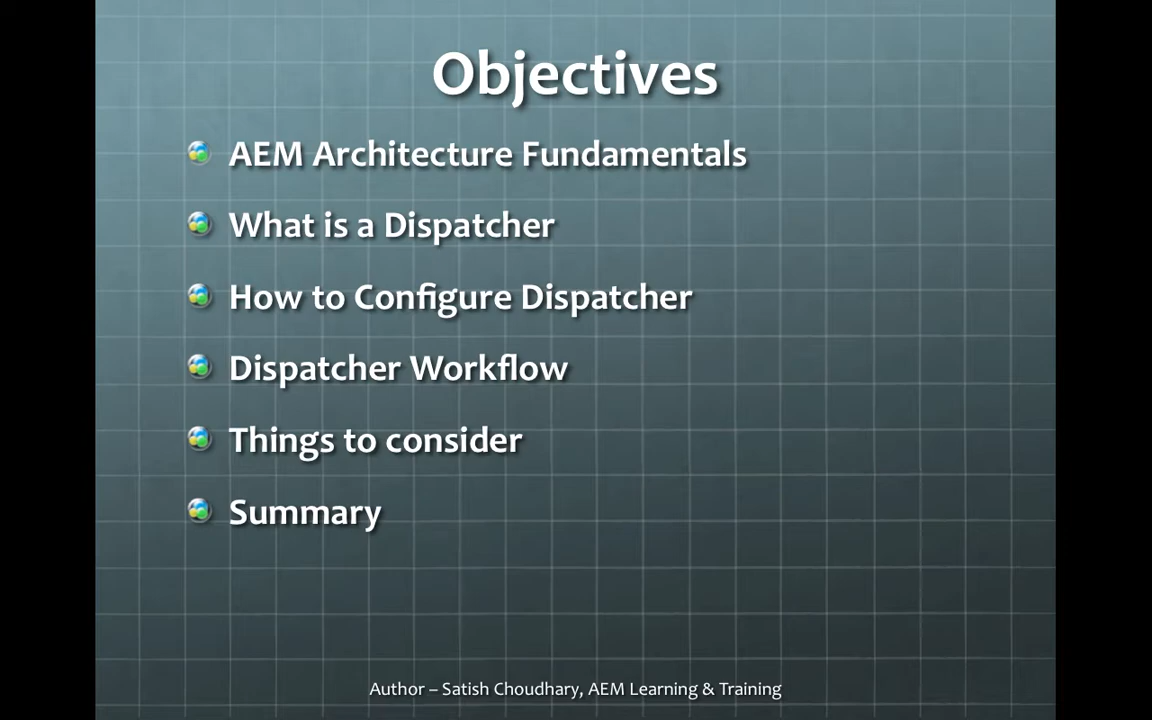 Objectives
AEM Architecture Fundamentals
What is a Dispatcher
How to Configure Dispatcher
Dispatcher Workflow
Things to consider
Summary
Author – Satish Choudhary, AEM Learning & Training